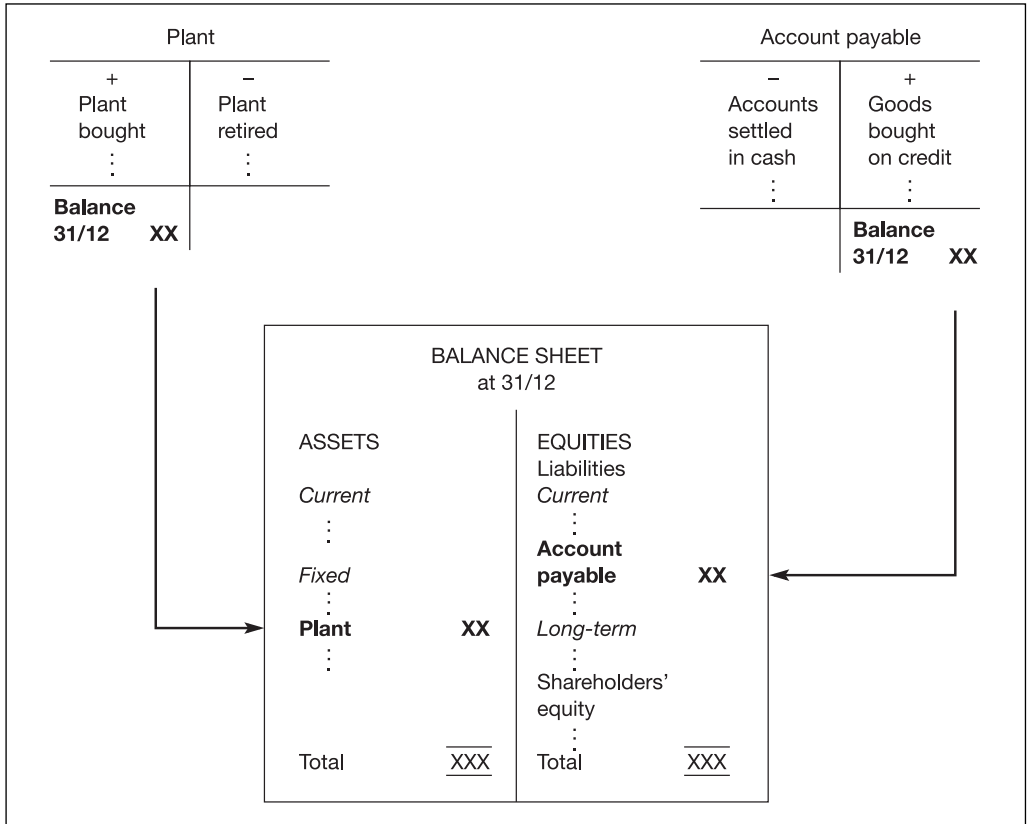 Plant
+
–
Plant
bought
Plant
retired
Balance
31/12 XX
Account payable
–
+
Accounts
settled
in cash
Goods
bought
on credit
Balance
31/12 XX
BALANCE SHEET
at 31/12
ASSETS
Current
Fixed
Plant XX
Total XXX
EQUITIES
Liabilities
Current
Account
payable XX
Long-term
Shareholders'
equity
Total XXX